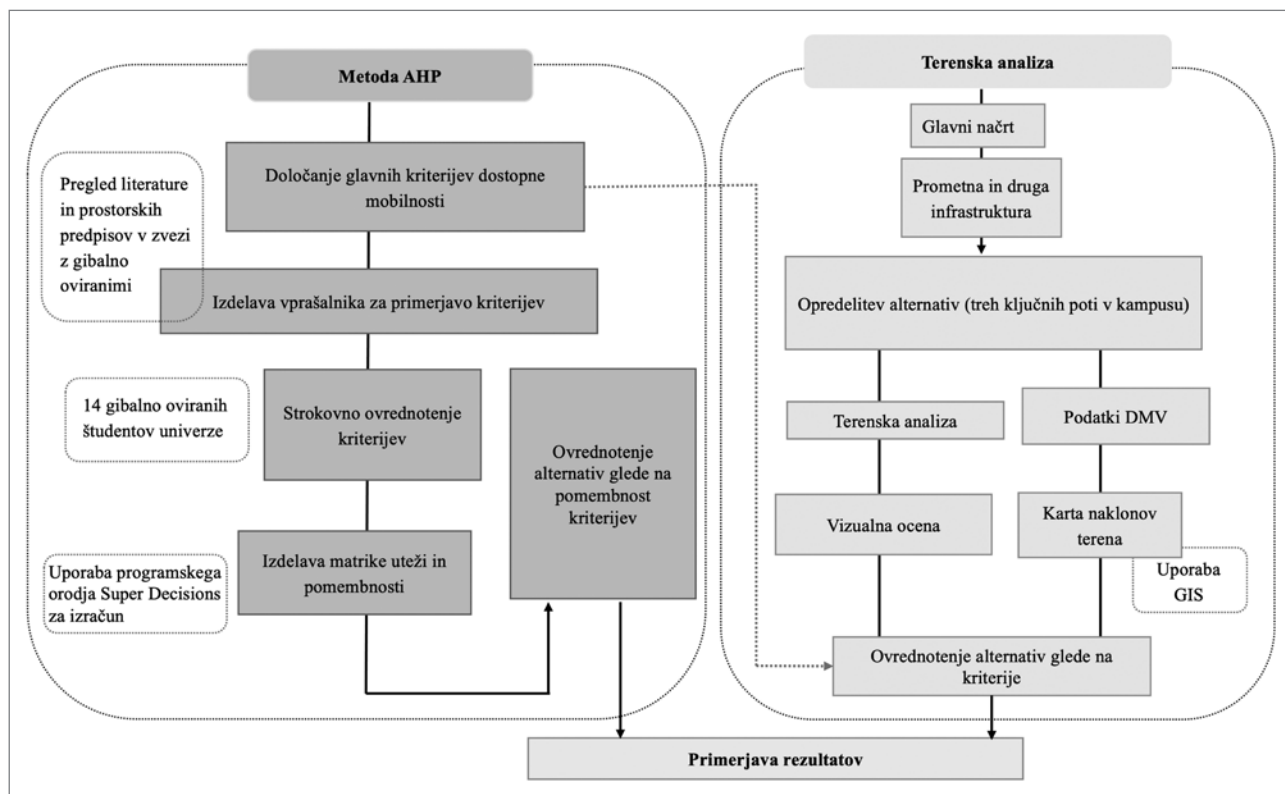 Metoda AHP
Določanje glavnih kriterijev dostopne
mobilnosti
Pregled literature
in prostorskih
predpisov v zvezi
z gibalno
oviranimi
Izdelava vprašalnika za primerjavo kriterijev
14 gibalno oviranih
študentov univerze
Strokovno ovrednotenje
kriterijev
Ovrednotenje
alternativ glede na
pomembnost
kriterijev
Uporaba programskega
orodja Super Decisions
za izračun
Izdelava matrike uteži in
pomembnosti
Terenska analiza
Glavni načrt
Prometna in druga
infrastruktura
Opredelitev alternativ (treh ključnih poti v kampusu)
Terenska analiza
Podatki DMV
Vizualna ocena
Karta naklonov
terena
Uporaba
GIS
Ovrednotenje alternativ glede na
kriterije
Primerjava rezultatov